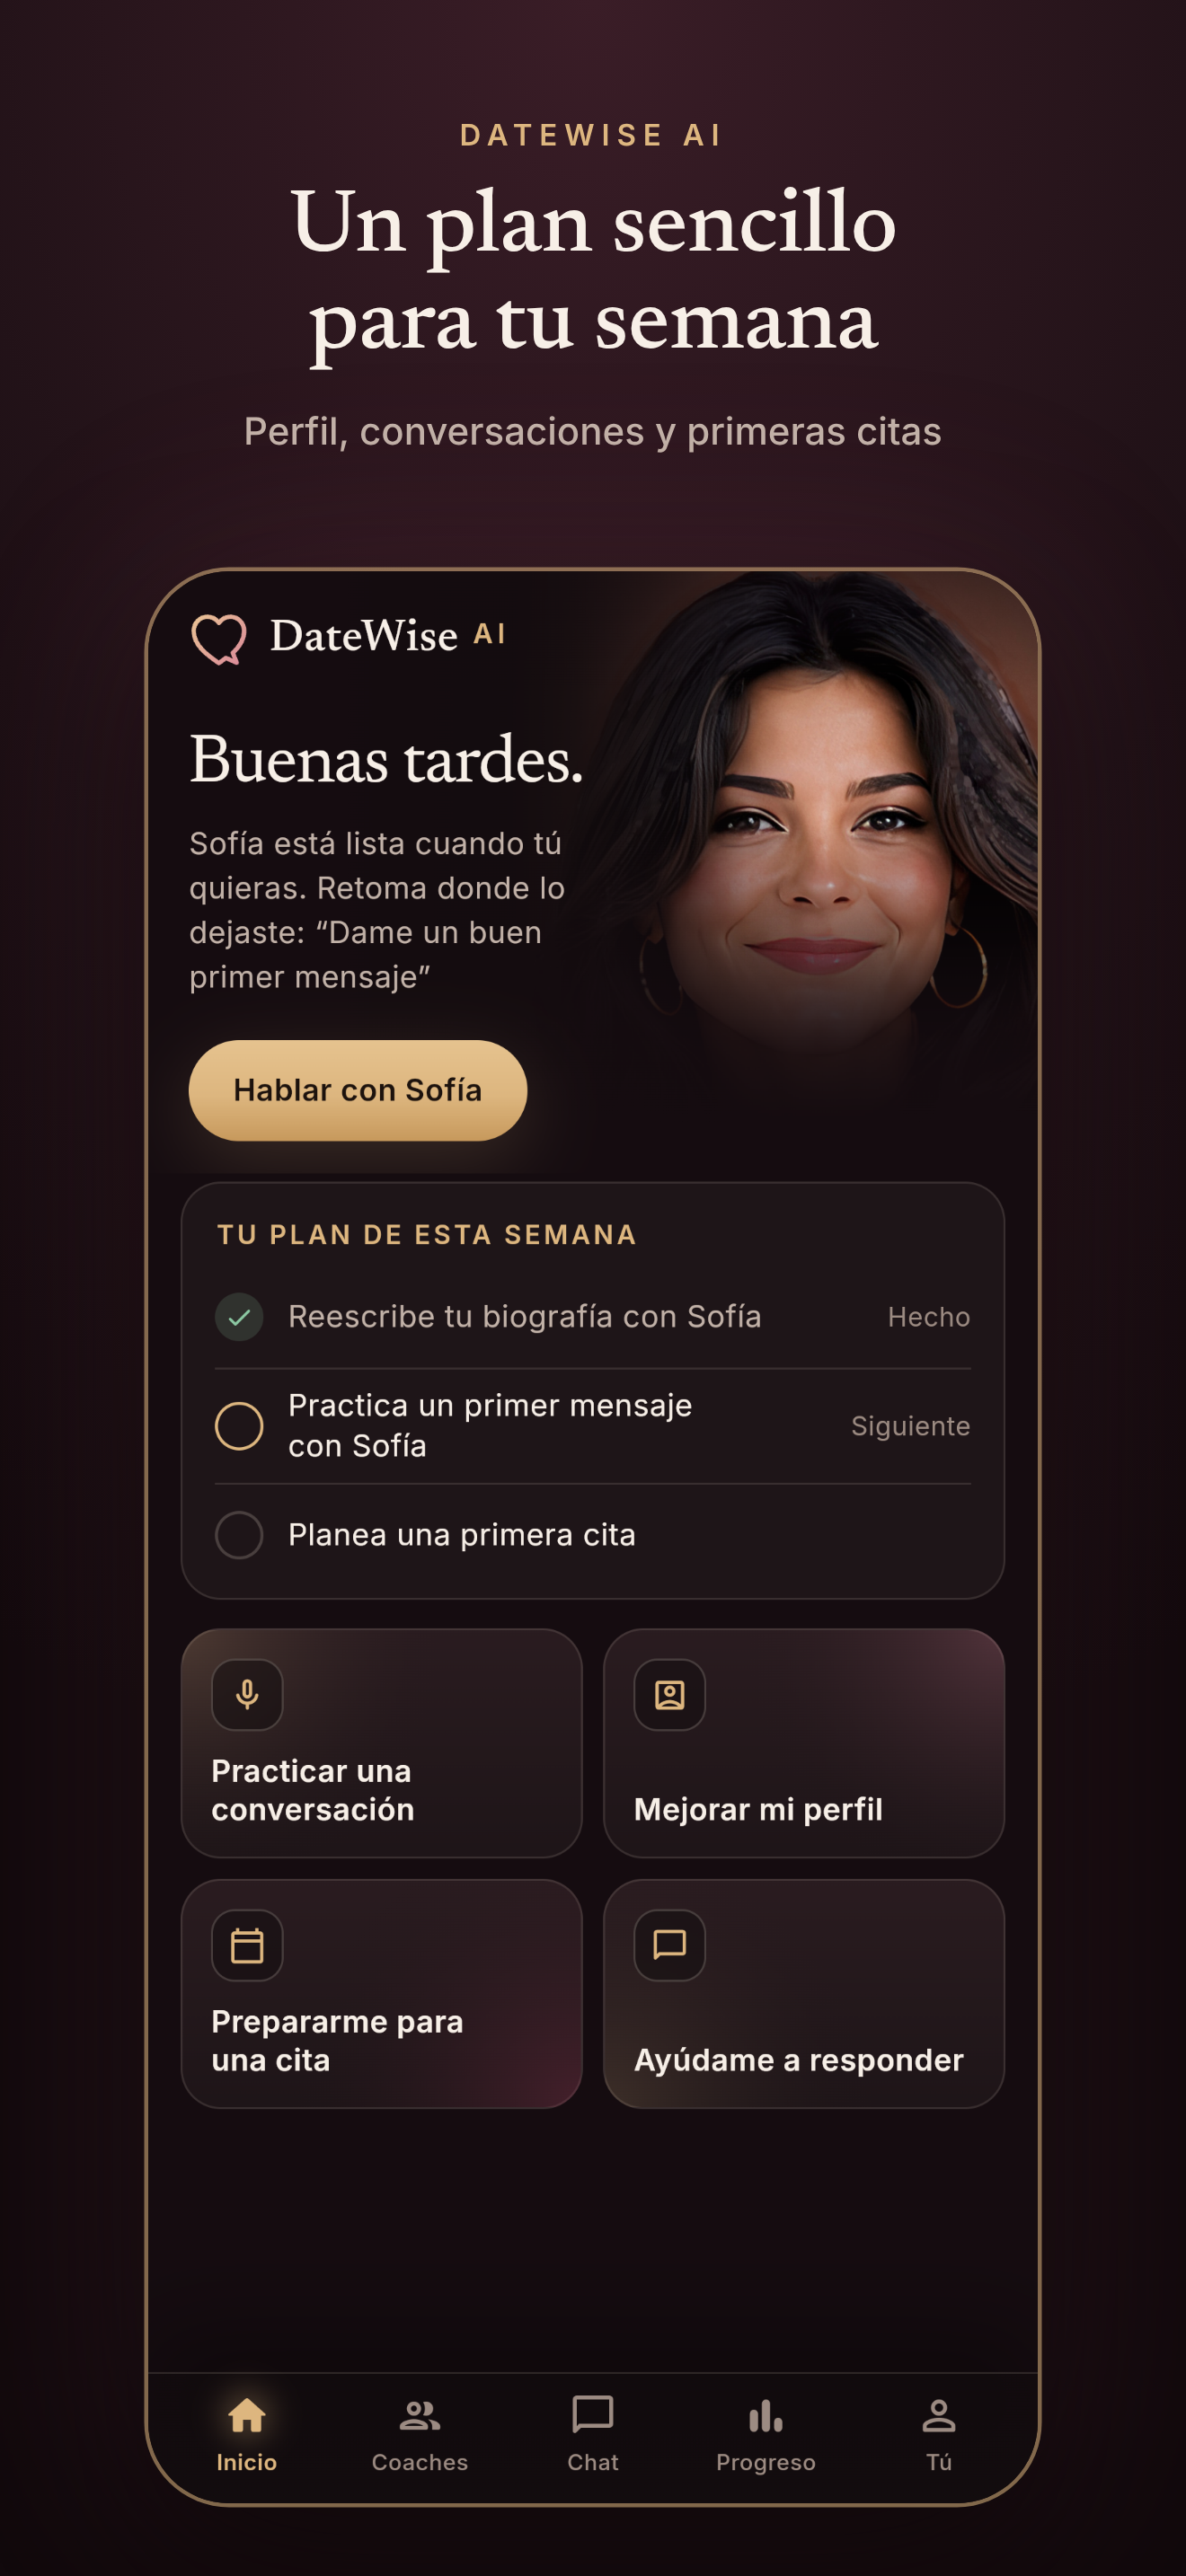 DATEWISE AI
Un plan sencillo
para tu semana
Perfil, conversaciones y primeras citas
DateWise AI
Buenas tardes.
Sofía está lista cuando tú
quieras. Retoma donde lo
dejaste: “Dame un buen
primer mensaje”
Hablar con Sofía
TU PLAN DE ESTA SEMANA
Reescribe tu biografía con Sofía
Hecho
Practica un primer mensaje
con Sofía
Siguiente
Planea una primera cita
Practicar una
conversación
Mejorar mi perfil
Prepararme para
una cita
Ayúdame a responder
Inicio
Coaches
Chat
Progreso
Tú